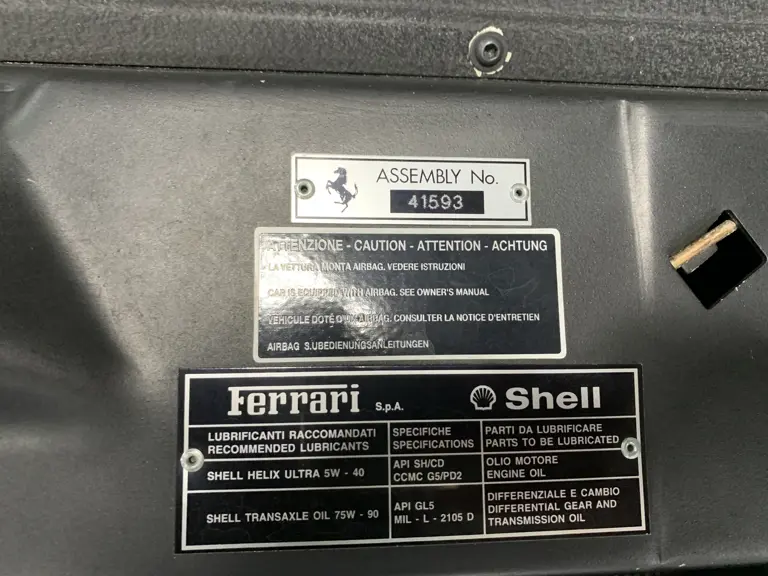 ASSEMBLY No.
41593
ATTENZIONE - CAUTION - ATTENTION - ACHTUNG
LA VETTURA MONTA AIRBAG. VEDERE ISTRUZIONI
CAR IS EQUIPPED WITH AIRBAG. SEE OWNER'S MANUAL
VEHICULE DOTÉ D'UN AIRBAG. CONSULTER LA NOTICE D'ENTRETIEN
AIRBAG S.UBEDIENUNGSANLEITUNGEN
Ferrari S.p.A. Shell
LUBRIFICANTI RACCOMANDATI SPECIFICHE PARTI DA LUBRIFICARE
RECOMMENDED LUBRICANTS SPECIFICATIONS PARTS TO BE LUBRICATED
SHELL HELIX ULTRA 5W - 40 API SH/CD OLIO MOTORE
CCMC G5/PD2 ENGINE OIL
SHELL TRANSAXLE OIL 75W - 90 API GL5 DIFFERENZIALE E CAMBIO
MIL - L - 2105 D DIFFERENTIAL GEAR AND
TRANSMISSION OIL